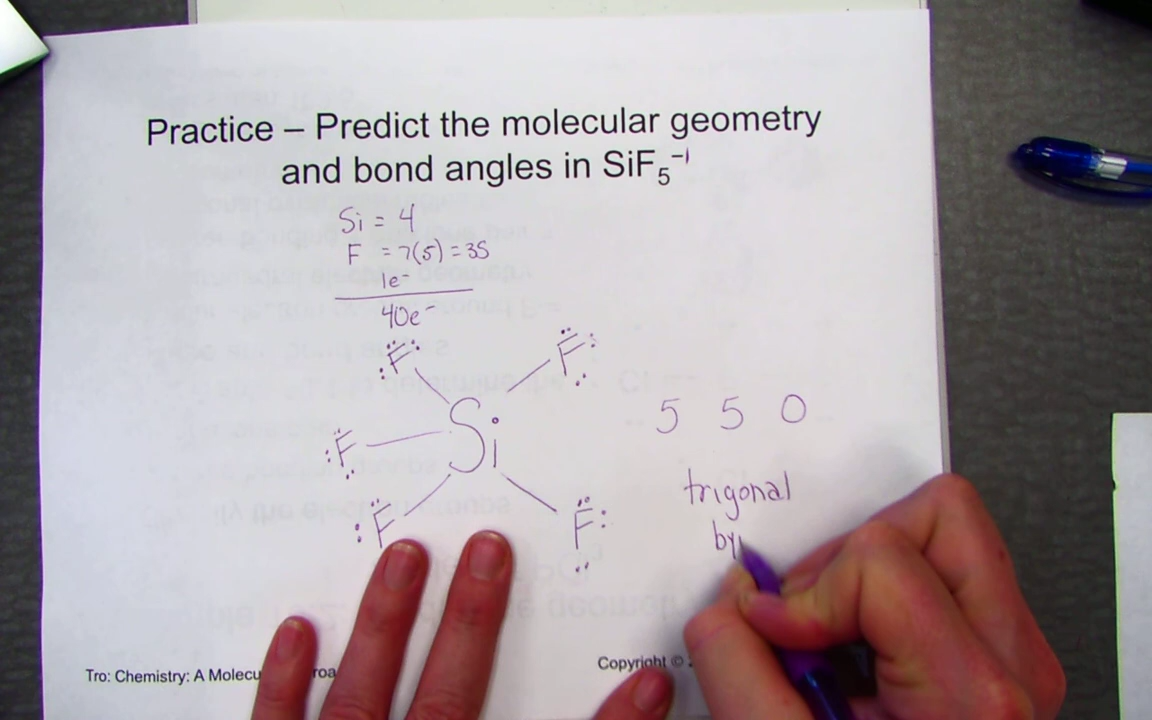 Practice – Predict the molecular geometry
and bond angles in SiF₅⁻¹
Si = 4
F = 7(5) = 35
1e⁻
40e⁻
:F: F:
5 5 0
:F Si
trigonal
by
:F F:
Tro: Chemistry: A
Copyright ©